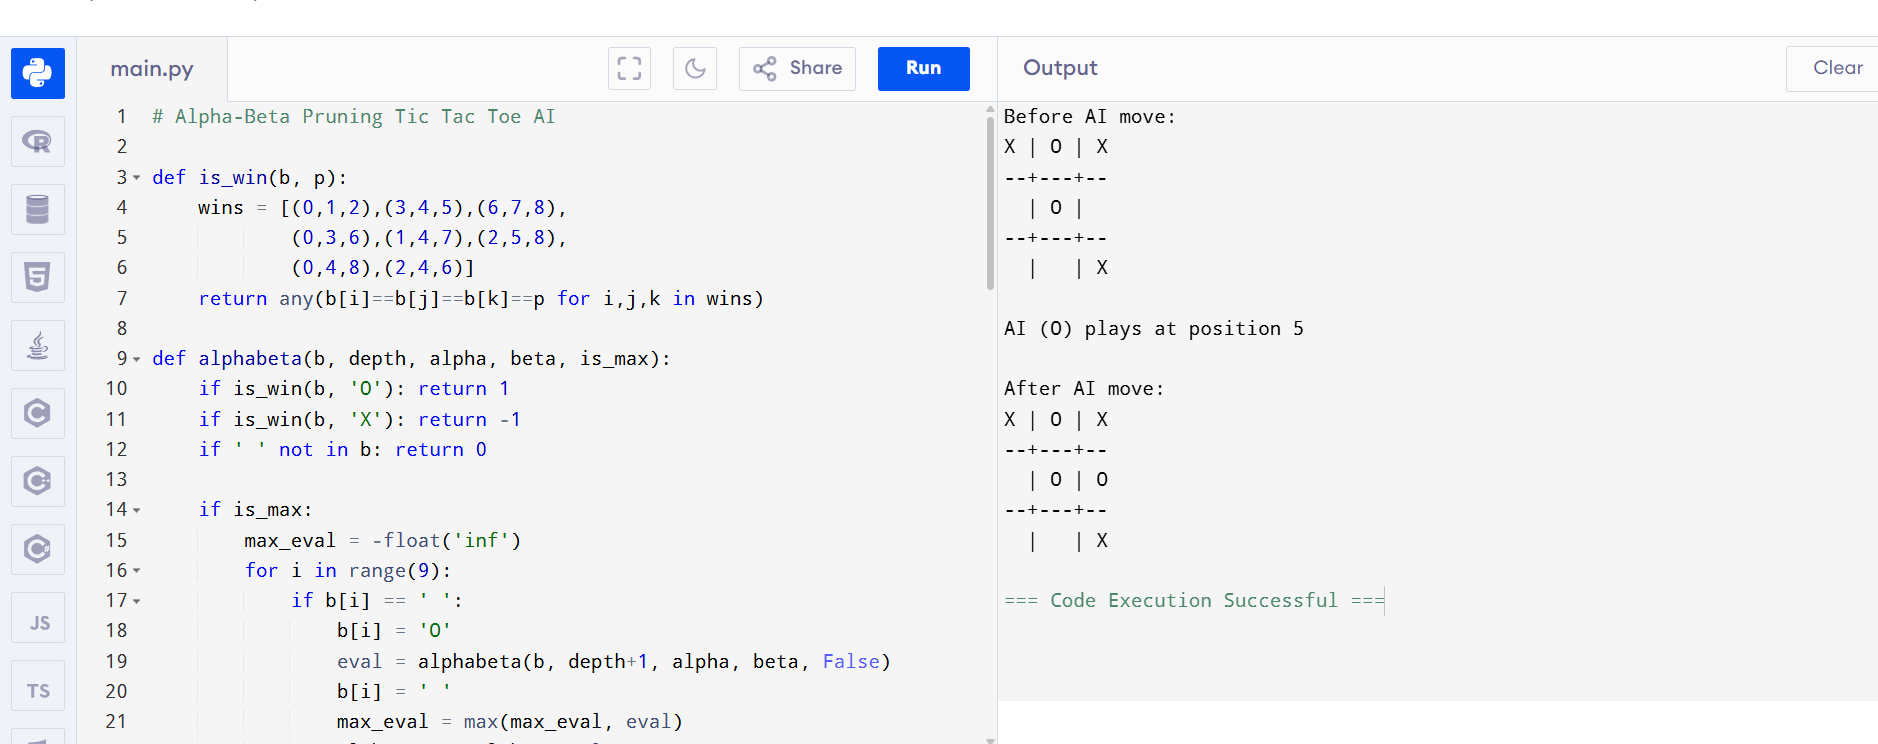 main.py
Share
Run
Output
Clear
1 # Alpha-Beta Pruning Tic Tac Toe AI
2
3 def is_win(b, p):
4     wins = [(0,1,2),(3,4,5),(6,7,8),
5             (0,3,6),(1,4,7),(2,5,8),
6             (0,4,8),(2,4,6)]
7     return any(b[i]==b[j]==b[k]==p for i,j,k in wins)
8
9 def alphabeta(b, depth, alpha, beta, is_max):
10     if is_win(b, 'O'): return 1
11     if is_win(b, 'X'): return -1
12     if ' ' not in b: return 0
13
14     if is_max:
15         max_eval = -float('inf')
16         for i in range(9):
17             if b[i] == ' ':
18                 b[i] = 'O'
19                 eval = alphabeta(b, depth+1, alpha, beta, False)
20                 b[i] = ' '
21                 max_eval = max(max_eval, eval)
Before AI move:
X | O | X
--+---+--
  | O |
--+---+--
  |   | X
AI (O) plays at position 5
After AI move:
X | O | X
--+---+--
  | O | O
--+---+--
  |   | X
=== Code Execution Successful ===
R
5
C
C++
C#
JS
TS